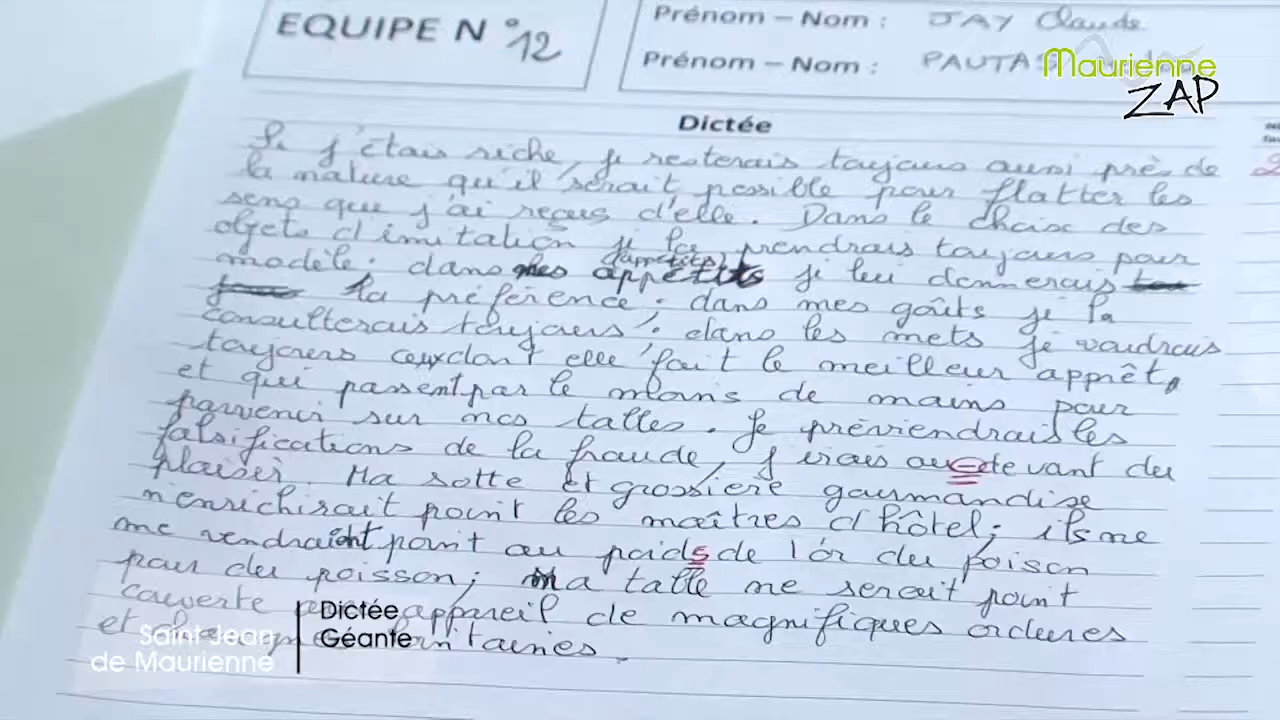 EQUIPE N° 12
Prénom – Nom : JAY Claude
Prénom – Nom : PAUTAS
Maurienne
ZAP
Dictée
Si j'étais riche, je resterais toujours aussi près de
la nature qu'il serait possible pour flatter les
sens que j'ai reçus d'elle. Dans le choix des
objets d'imitation je la prendrais toujours pour
modèle. dans mes appétits je lui donnerais
la préférence. dans mes goûts je la
consulterais toujours. dans les mets je voudrais
toujours ceux dont elle fait le meilleur apprêt,
et qui passent par le moins de mains pour
parvenir sur mes tables. Je préviendrais les
falsifications de la fraude, j'irais au-devant du
plaisir. Ma sotte et grossière gourmandise
n'enrichirait point les maîtres d'hôtel; ils ne
me vendraient point au poids de l'or du poison
pour du poisson; ma table ne serait point
couverte appareil de magnifiques ordures
et
Dictée
Géante
Saint Jean
de Maurienne